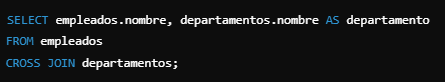 SELECT empleados.nombre, departamentos.nombre AS departamento
FROM empleados
CROSS JOIN departamentos;